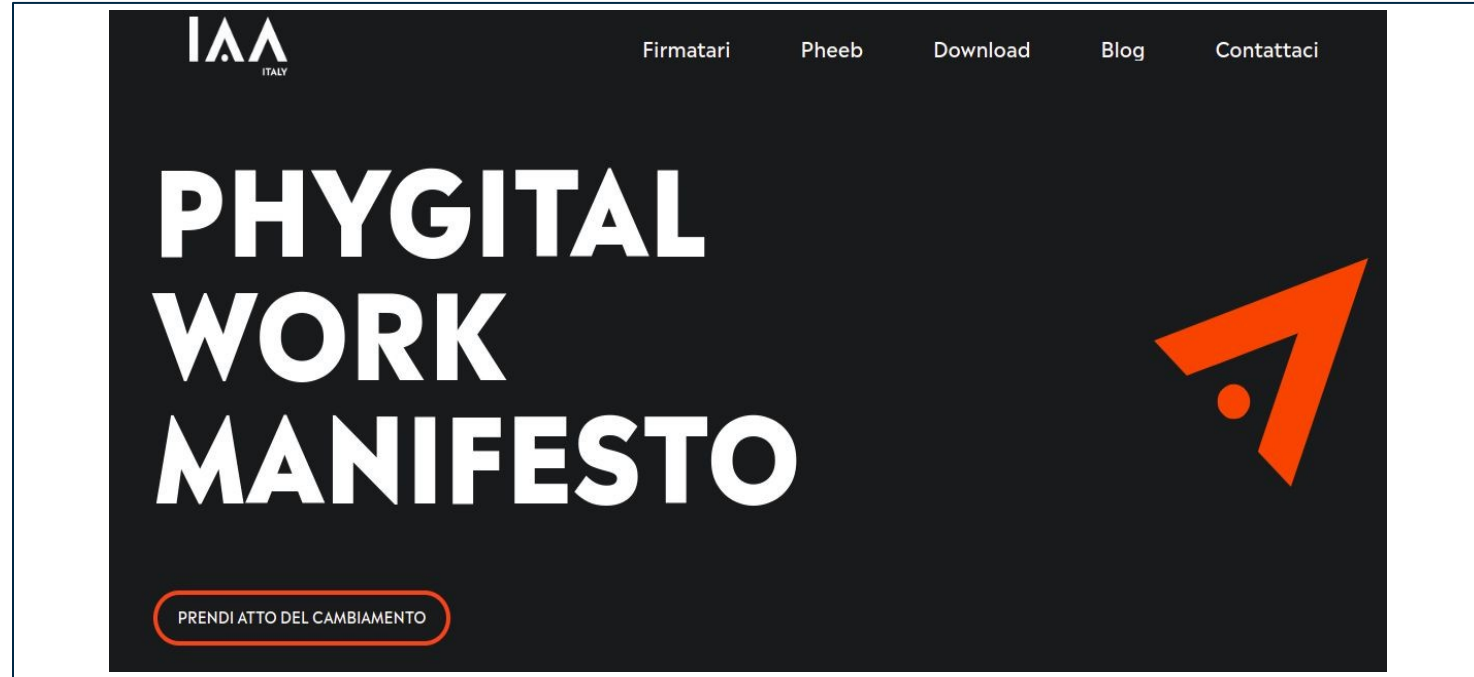 IAA
ITALY
Firmatari Pheeb Download Blog Contattaci
PHYGITAL
WORK
MANIFESTO
PRENDI ATTO DEL CAMBIAMENTO